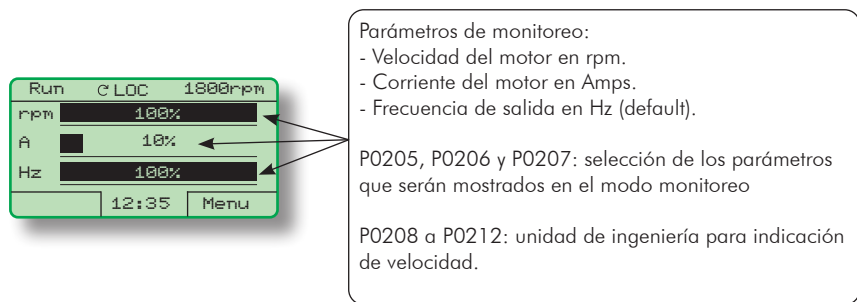 Run C LOC 1800rpm
rpm 100%
A 10%
Hz 100%
12:35 Menu
Parámetros de monitoreo:
- Velocidad del motor en rpm.
- Corriente del motor en Amps.
- Frecuencia de salida en Hz (default).
P0205, P0206 y P0207: selección de los parámetros
que serán mostrados en el modo monitoreo
P0208 a P0212: unidad de ingeniería para indicación
de velocidad.